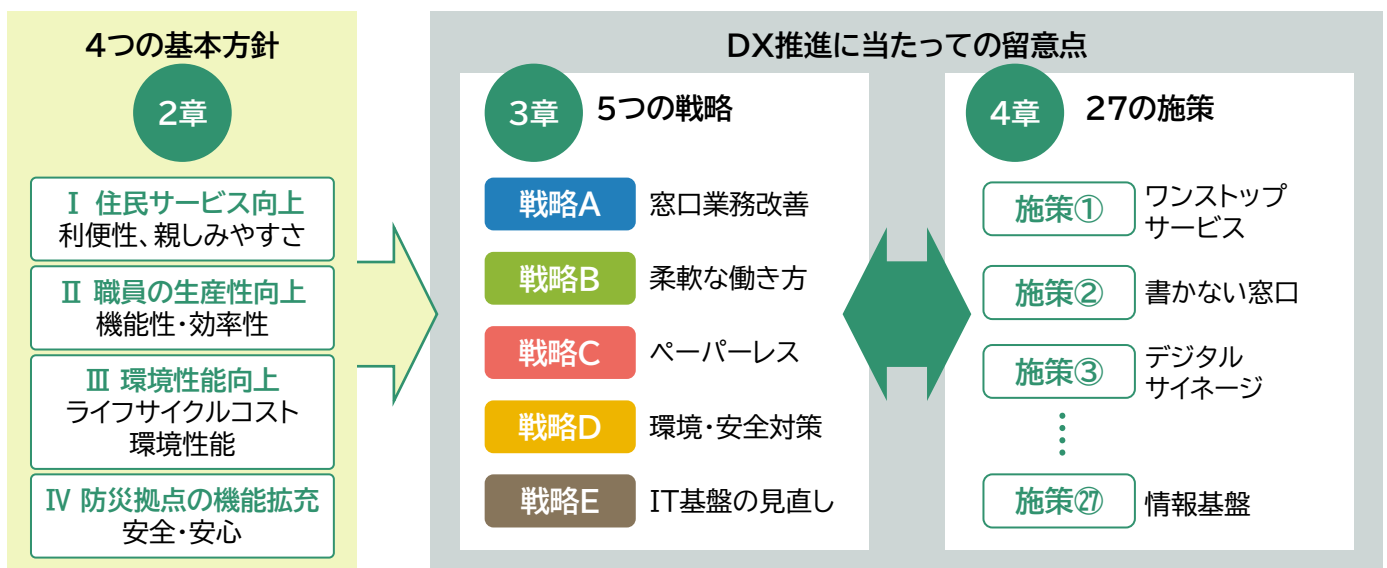 4つの基本方針
2章
Ⅰ 住民サービス向上
利便性、親しみやすさ
Ⅱ 職員の生産性向上
機能性・効率性
Ⅲ 環境性能向上
ライフサイクルコスト
環境性能
Ⅳ 防災拠点の機能拡充
安全・安心
DX推進に当たっての留意点
3章 5つの戦略
戦略A 窓口業務改善
戦略B 柔軟な働き方
戦略C ペーパーレス
戦略D 環境・安全対策
戦略E IT基盤の見直し
4章 27の施策
施策① ワンストップ
サービス
施策② 書かない窓口
施策③ デジタル
サイネージ
施策㉗ 情報基盤